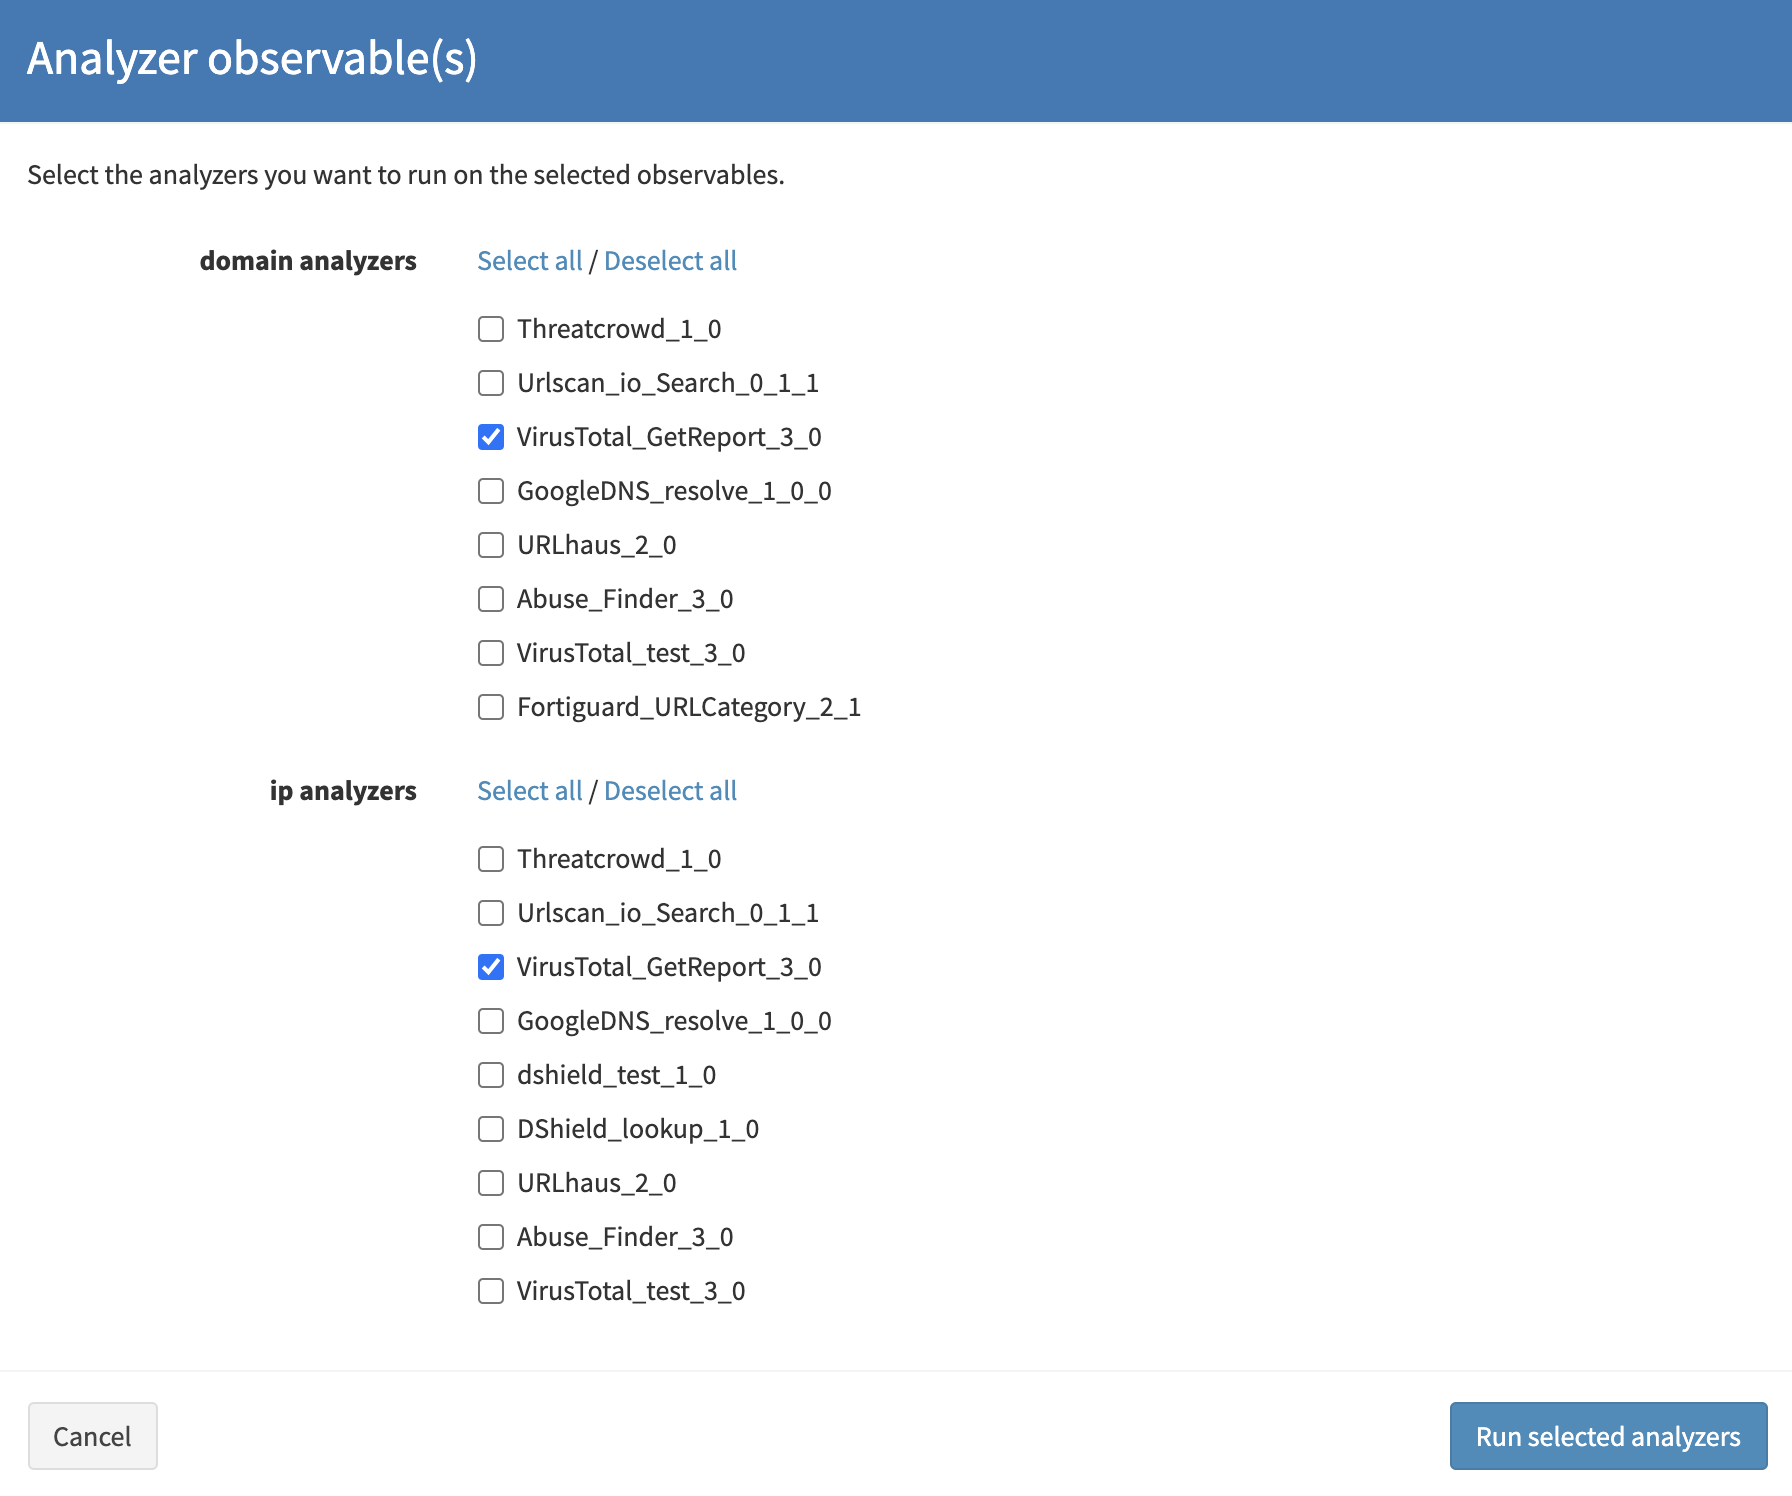 Analyzer observable(s)
Select the analyzers you want to run on the selected observables.
domain analyzers Select all / Deselect all
Threatcrowd_1_0
Urlscan_io_Search_0_1_1
VirusTotal_GetReport_3_0
GoogleDNS_resolve_1_0_0
URLhaus_2_0
Abuse_Finder_3_0
VirusTotal_test_3_0
Fortiguard_URLCategory_2_1
ip analyzers Select all / Deselect all
Threatcrowd_1_0
Urlscan_io_Search_0_1_1
VirusTotal_GetReport_3_0
GoogleDNS_resolve_1_0_0
dshield_test_1_0
DShield_lookup_1_0
URLhaus_2_0
Abuse_Finder_3_0
VirusTotal_test_3_0
Cancel Run selected analyzers